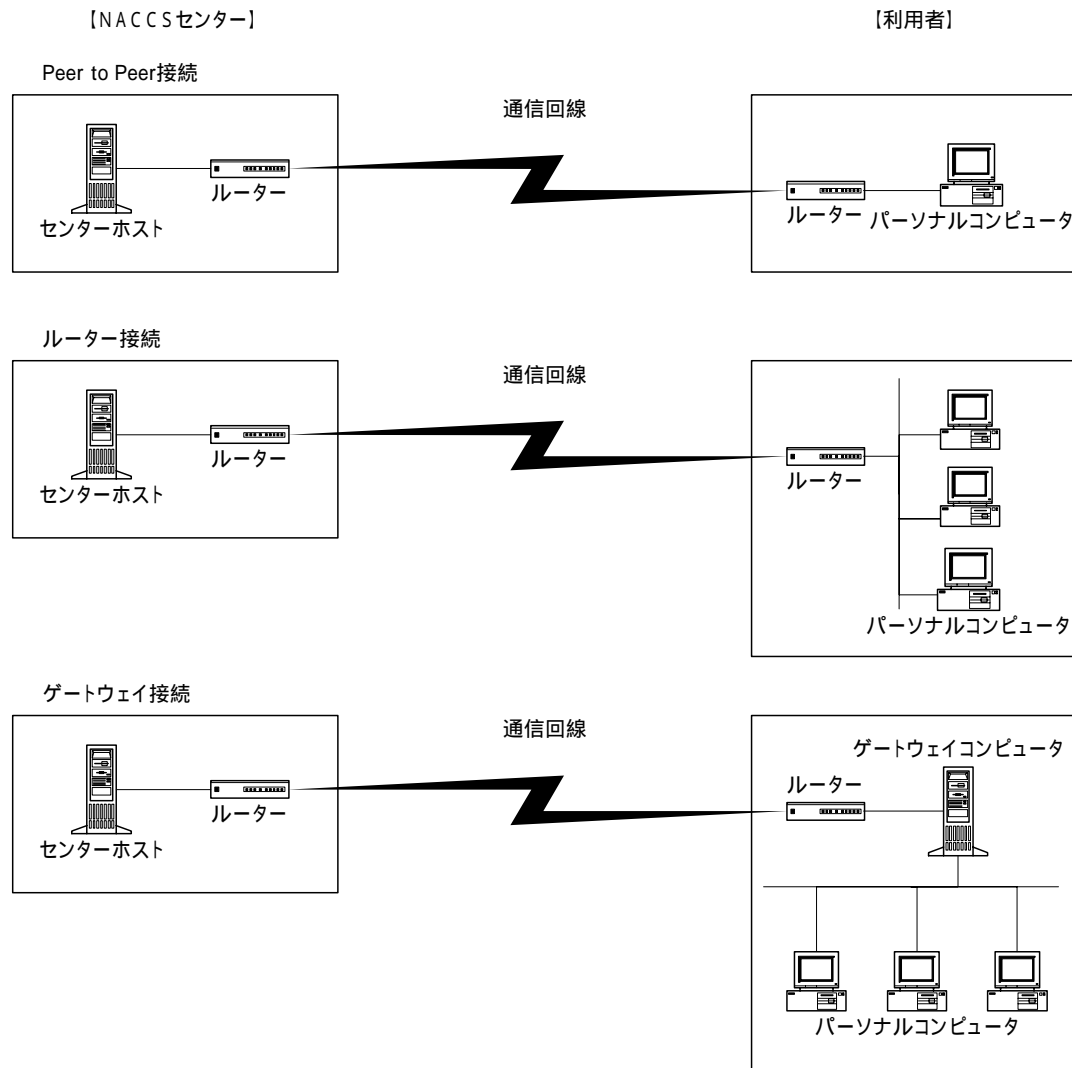 【NACCSセンター】
【利用者】
Peer to Peer接続
通信回線
ルーター
センターホスト
ルーター
パーソナルコンピュータ
ルーター接続
通信回線
ルーター
センターホスト
ルーター
パーソナルコンピュータ
ゲートウェイ接続
通信回線
ゲートウェイコンピュータ
ルーター
ルーター
センターホスト
パーソナルコンピュータ